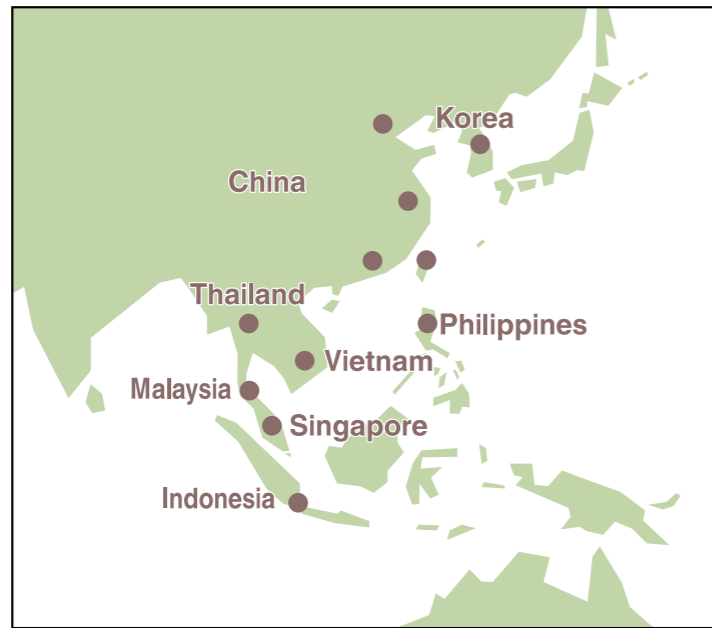 Korea
China
Thailand
Philippines
Vietnam
Malaysia
Singapore
Indonesia